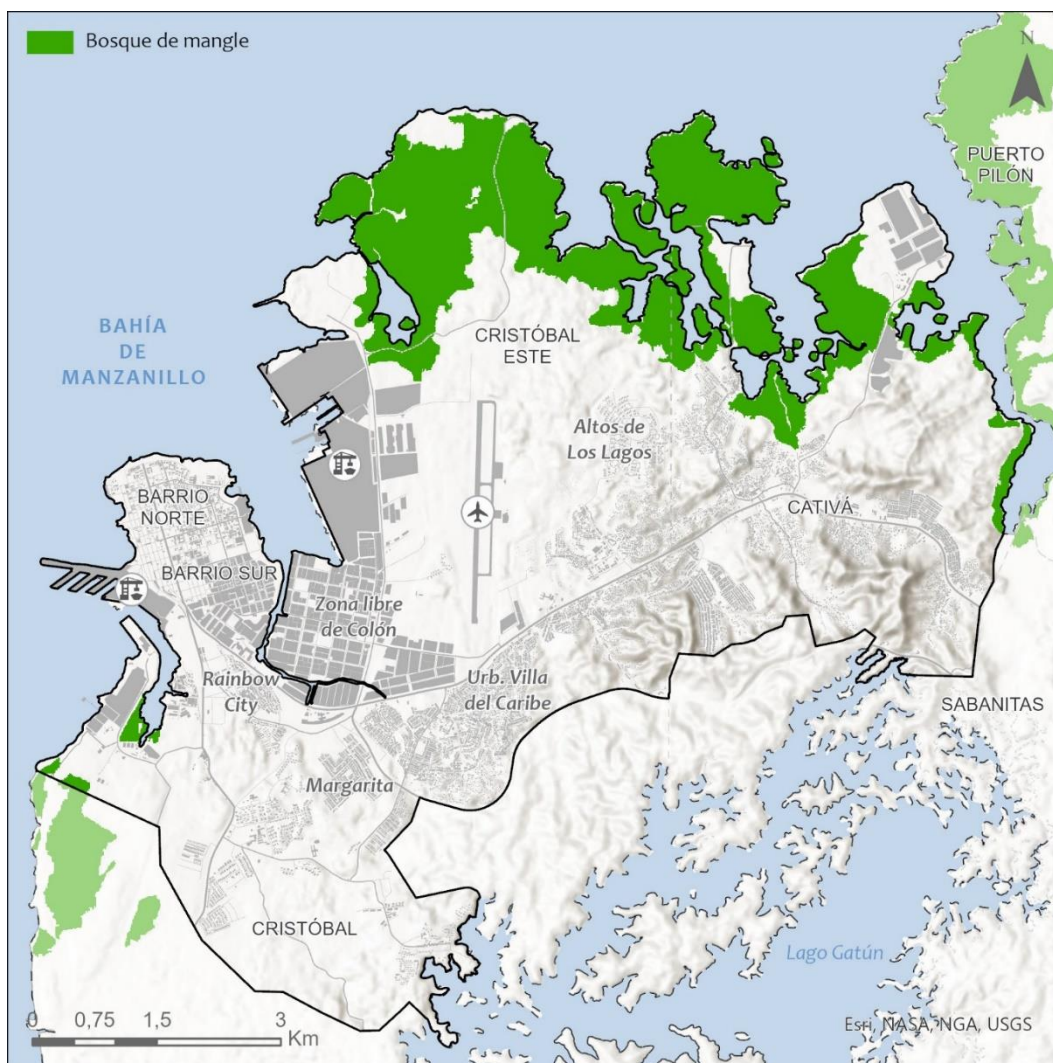 Bosque de mangle
N
PUERTO
PILÓN
BAHÍA
DE
MANZANILLO
CRISTÓBAL
ESTE
Altos de
Los Lagos
BARRIO
NORTE
CATIVÁ
BARRIO SUR
Zona libre
de Colón
Rainbow
City
Urb. Villa
del Caribe
SABANITAS
Margarita
CRISTÓBAL
Lago Gatún
0 0,75 1,5 3
Km
Esri, NASA, NGA, USGS